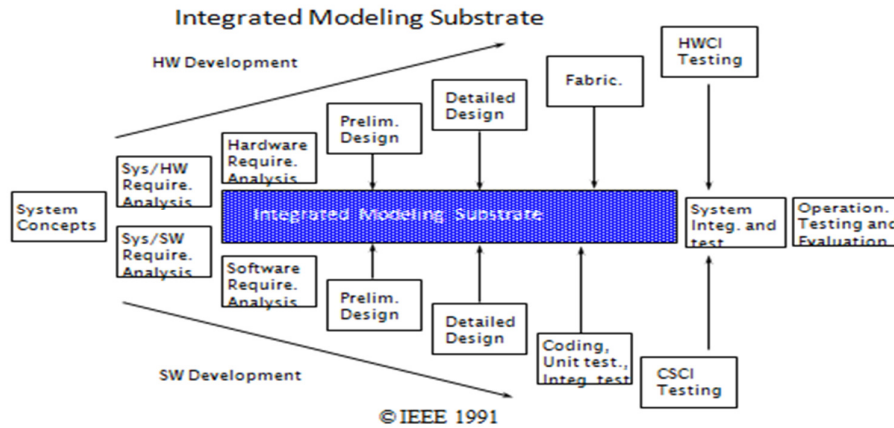 Integrated Modeling Substrate
HW Development
HWCI
Testing
Fabric.
Detailed
Design
Prelim.
Design
Hardware
Require.
Analysis
Sys/HW
Require.
Analysis
System
Concepts
Integrated Modeling Substrate
System
Integ. and
test
Operation.
Testing and
Evaluation
Sys/SW
Require.
Analysis
Software
Require.
Analysis
Prelim.
Design
Detailed
Design
Coding,
Unit test.,
Integ. test
CSCI
Testing
SW Development
© IEEE 1991